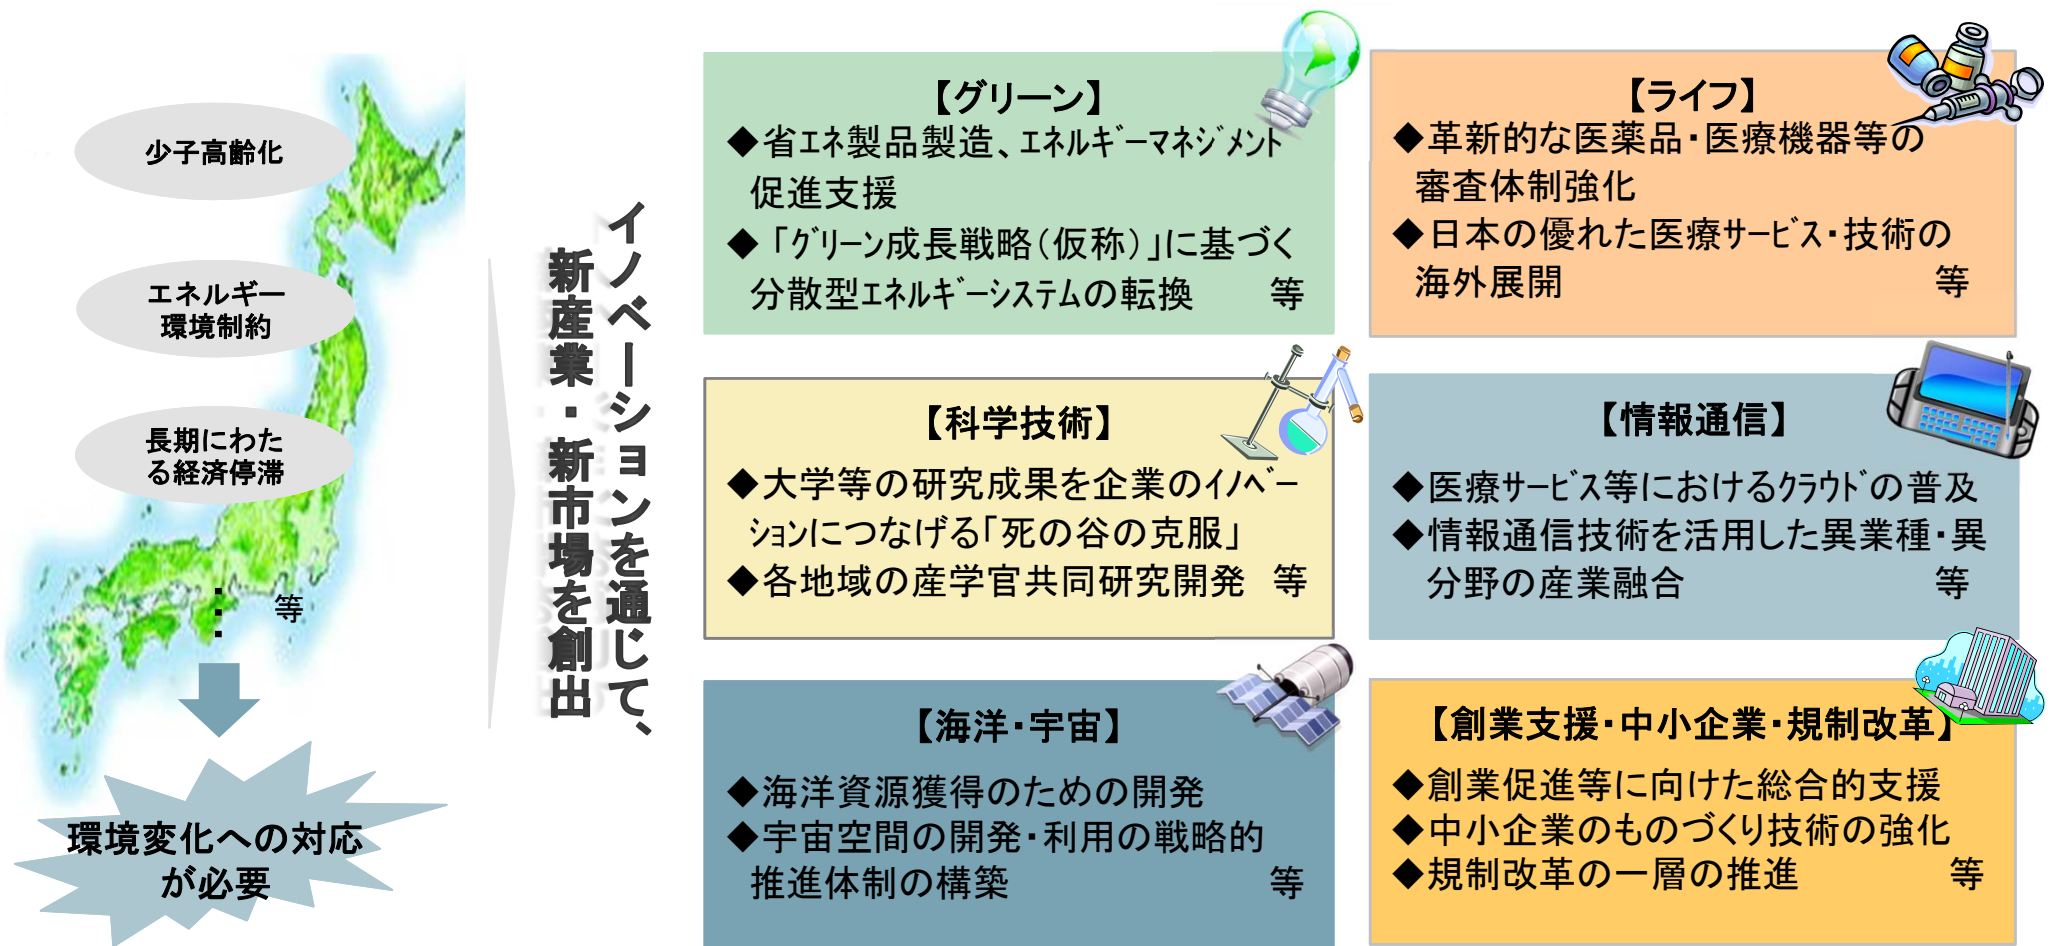 少子高齢化
エネルギー
環境制約
長期にわた
る経済停滞
︙
等
環境変化への対応
が必要
イノベーションを通じて、
新産業・新市場を創出
【グリーン】
◆省エネ製品製造、エネルギーマネジメント
促進支援
◆「グリーン成長戦略(仮称)」に基づく
分散型エネルギーシステムの転換 等
【ライフ】
◆革新的な医薬品・医療機器等の
審査体制強化
◆日本の優れた医療サービス・技術の
海外展開 等
【科学技術】
◆大学等の研究成果を企業のイノベー
ションにつなげる「死の谷の克服」
◆各地域の産学官共同研究開発 等
【情報通信】
◆医療サービス等におけるクラウドの普及
◆情報通信技術を活用した異業種・異
分野の産業融合 等
【海洋・宇宙】
◆海洋資源獲得のための開発
◆宇宙空間の開発・利用の戦略的
推進体制の構築 等
【創業支援・中小企業・規制改革】
◆創業促進等に向けた総合的支援
◆中小企業のものづくり技術の強化
◆規制改革の一層の推進 等